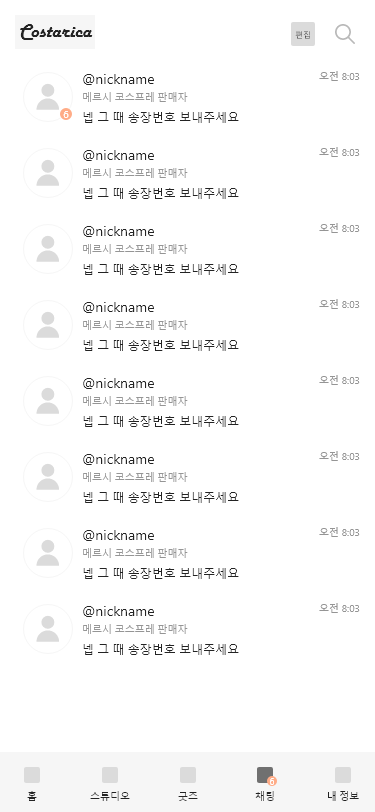 Costarica
편집
@nickname
오전 8:03
메르시 코스프레 판매자
6
넵 그 때 송장번호 보내주세요
@nickname
오전 8:03
메르시 코스프레 판매자
넵 그 때 송장번호 보내주세요
@nickname
오전 8:03
메르시 코스프레 판매자
넵 그 때 송장번호 보내주세요
@nickname
오전 8:03
메르시 코스프레 판매자
넵 그 때 송장번호 보내주세요
@nickname
오전 8:03
메르시 코스프레 판매자
넵 그 때 송장번호 보내주세요
@nickname
오전 8:03
메르시 코스프레 판매자
넵 그 때 송장번호 보내주세요
@nickname
오전 8:03
메르시 코스프레 판매자
넵 그 때 송장번호 보내주세요
@nickname
오전 8:03
메르시 코스프레 판매자
넵 그 때 송장번호 보내주세요
6
홈 스튜디오 굿즈 채팅 내 정보